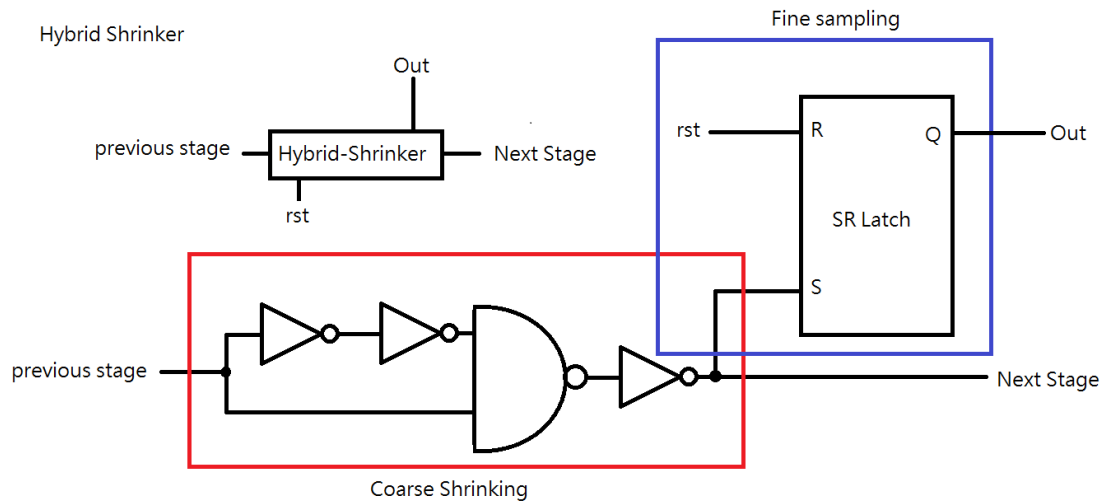 Hybrid Shrinker
Out
previous stage
Hybrid-Shrinker
Next Stage
rst
Fine sampling
rst
R
Q
Out
SR Latch
S
previous stage
Next Stage
Coarse Shrinking